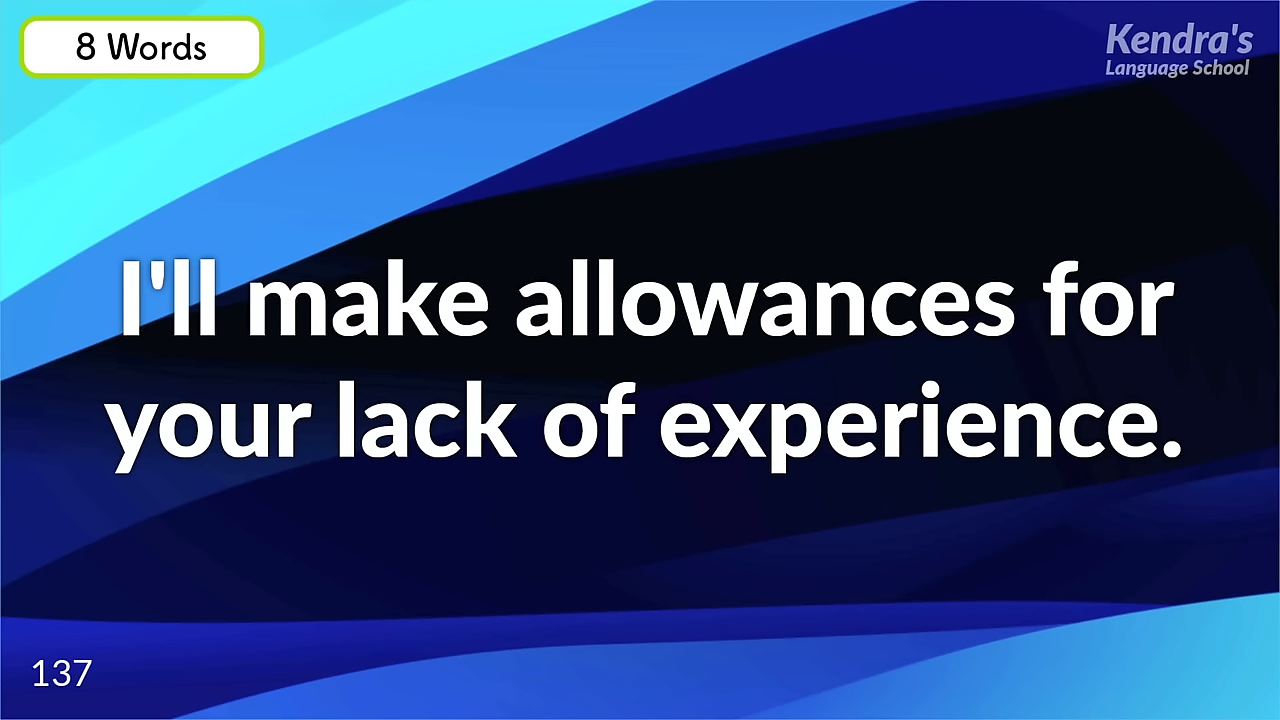 8 Words
Kendra's
Language School
I'll make allowances for
your lack of experience.
137